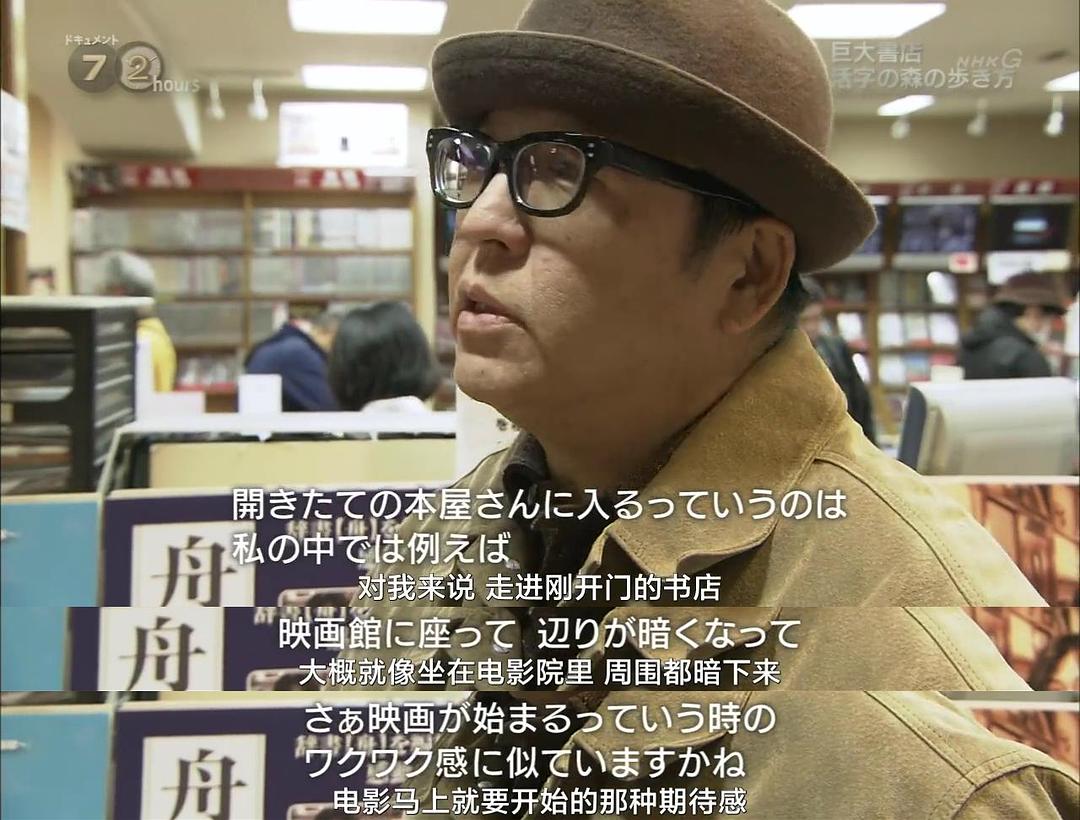 ドキュメント
72
hours
巨大書店
NHK G
活字の森の歩き方
開きたての本屋さんに入るっていうのは
私の中では例えば
对我来说 走进刚开门的书店
舟
辞書
映画館に座って 辺りが暗くなって
大概就像坐在电影院里 周围都暗下来
舟
さぁ映画が始まるっていう時の
ワクワク感に似ていますかね
电影马上就要开始的那种期待感
舟